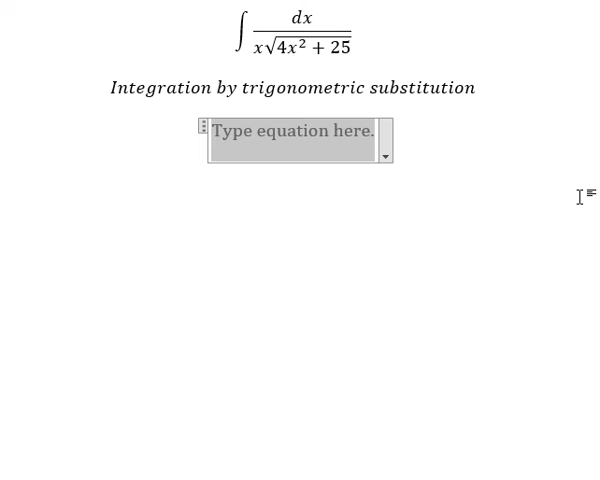 ∫ dx / (x√(4x² + 25))
Integration by trigonometric substitution
Type equation here.